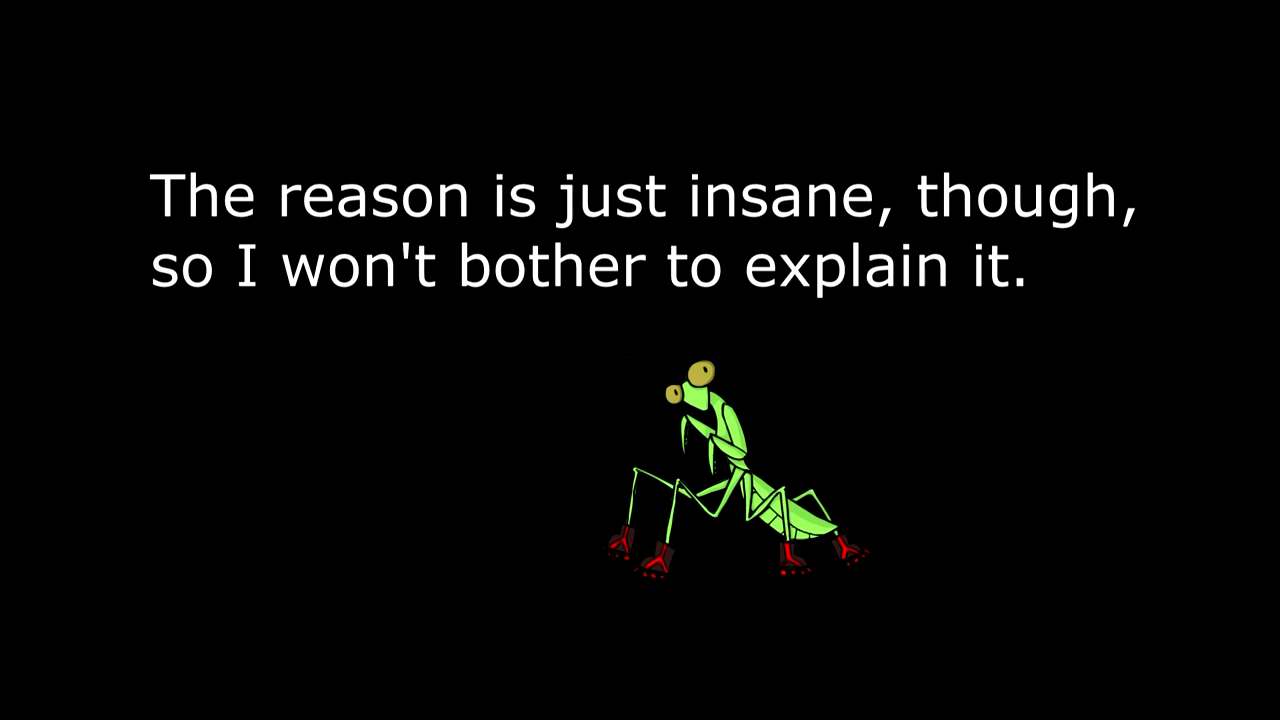 The reason is just insane, though,
so I won't bother to explain it.